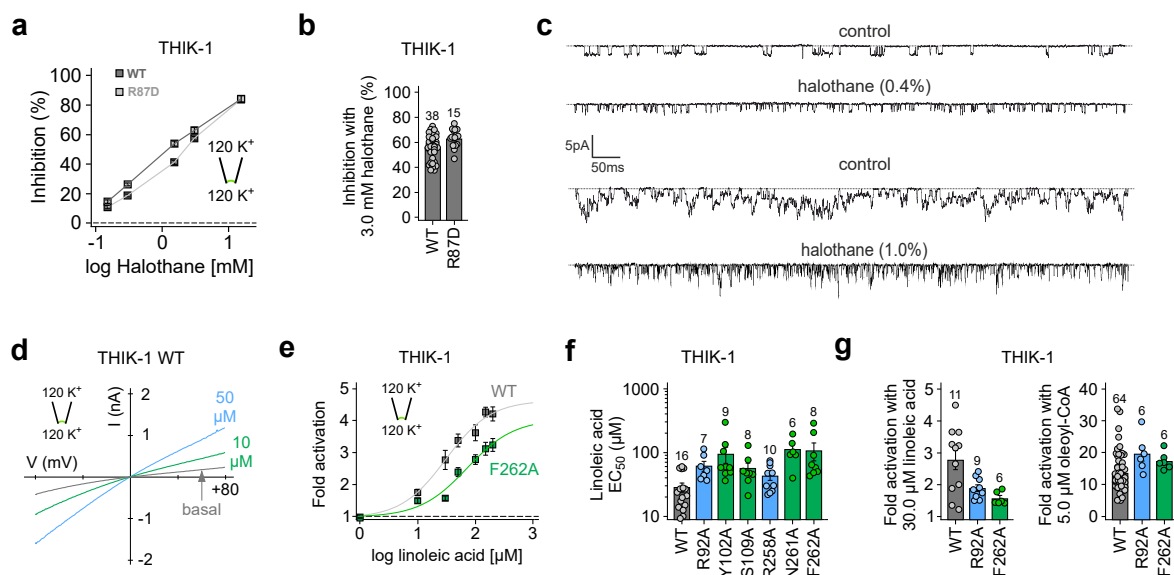 a
THIK-1
Inhibition (%)
100
80
60
40
20
0
WT
R87D
120 K+
120 K+
-1
0
1
log Halothane [mM]
b
THIK-1
Inhibition with
3.0 mM halothane (%)
100
80
60
40
20
0
38
15
WT
R87D
c
control
halothane (0.4%)
5pA
50ms
control
halothane (1.0%)
d
THIK-1 WT
120 K+
120 K+
I (nA)
2
1
-1
-2
50
µM
10
µM
V (mV)
+80
basal
e
THIK-1
Fold activation
5
4
3
2
1
120 K+
120 K+
WT
F262A
0
1
2
3
log linoleic acid [µM]
f
THIK-1
Linoleic acid
EC50 (µM)
1000
100
10
16
7
9
8
10
6
8
WT
R92A
Y102A
S109A
R258A
N261A
F262A
g
THIK-1
Fold activation with
30.0 µM linoleic acid
5
4
3
2
1
11
9
6
WT
R92A
F262A
Fold activation with
5.0 µM oleoyl-CoA
40
30
20
10
1
64
6
6
WT
R92A
F262A